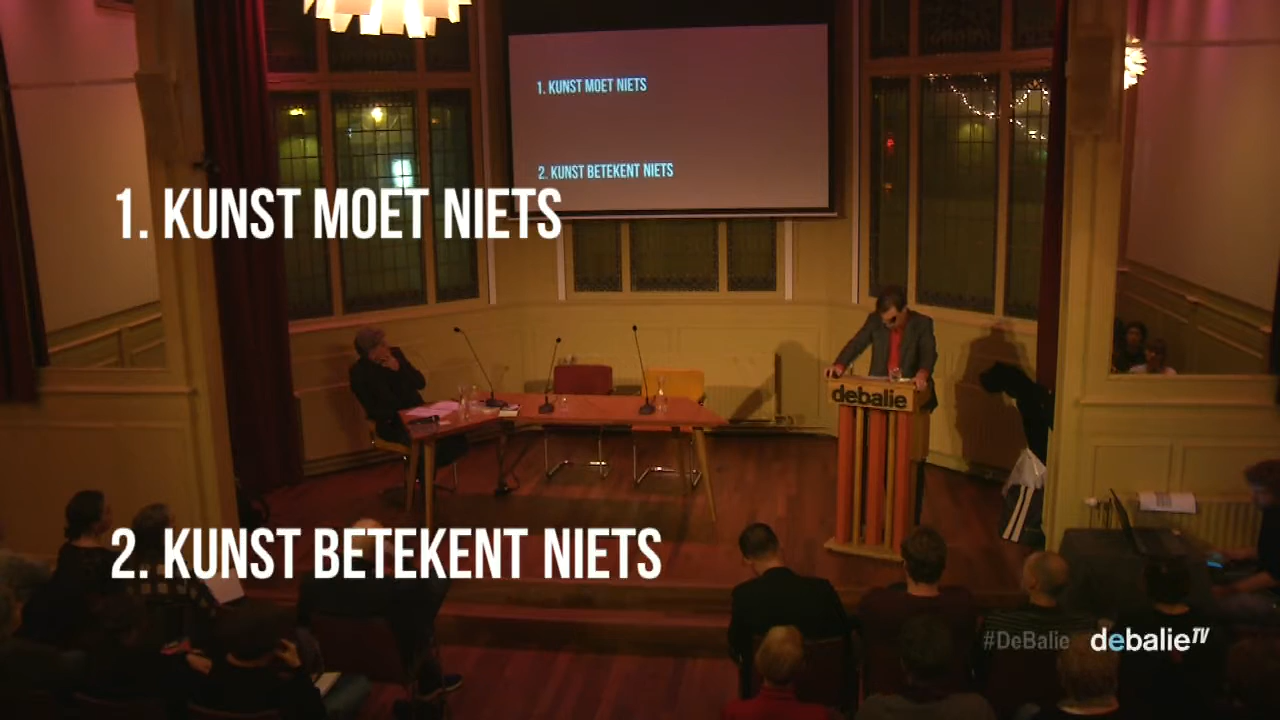 1. KUNST MOET NIETS
2. KUNST BETEKENT NIETS
1. KUNST MOET NIETS
2. KUNST BETEKENT NIETS
debalie
#DeBalie debalieTV